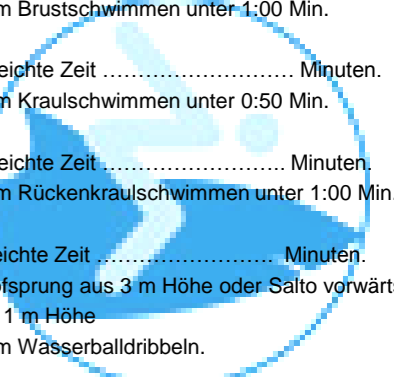 m Brustschwimmen unter 1:00 Min.
eichte Zeit ………………………. Minuten.
m Kraulschwimmen unter 0:50 Min.
eichte Zeit …………………….. Minuten.
m Rückenkraulschwimmen unter 1:00 Min.
eichte Zeit ……………………. Minuten.
ofsprung aus 3 m Höhe oder Salto vorwärts
1 m Höhe
m Wasserballdribbeln.